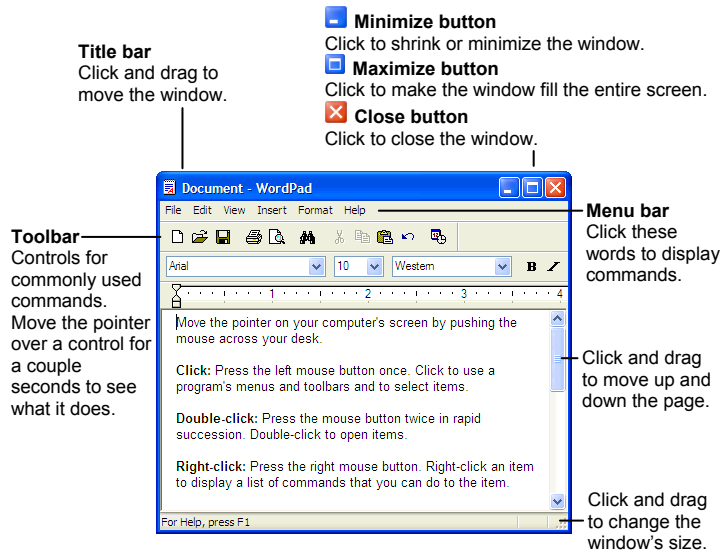 Minimize button
Click to shrink or minimize the window.
Maximize button
Click to make the window fill the entire screen.
Close button
Click to close the window.
Title bar
Click and drag to
move the window.
Document - WordPad
File Edit View Insert Format Help
Menu bar
Click these
words to display
commands.
Toolbar
Controls for
commonly used
commands.
Move the pointer
over a control for
a couple
seconds to see
what it does.
Arial 10 Western B I
1 2 3 4
Move the pointer on your computer's screen by pushing the
mouse across your desk.
Click: Press the left mouse button once. Click to use a
program's menus and toolbars and to select items.
Double-click: Press the mouse button twice in rapid
succession. Double-click to open items.
Right-click: Press the right mouse button. Right-click an item
to display a list of commands that you can do to the item.
Click and drag
to move up and
down the page.
For Help, press F1
Click and drag
to change the
window's size.